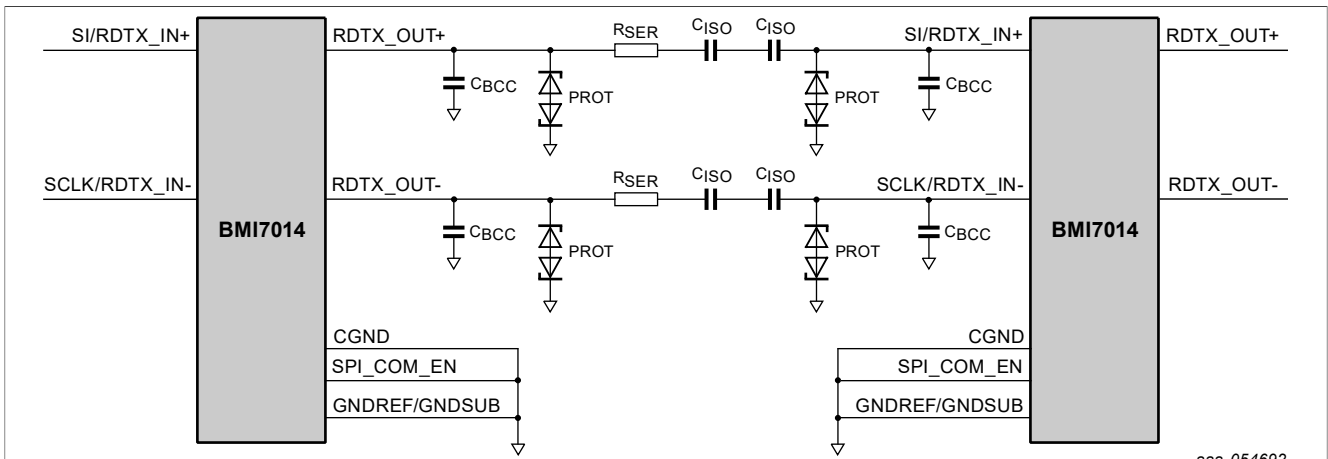 SI/RDTX_IN+ RDTX_OUT+ RSER CISO CISO SI/RDTX_IN+ RDTX_OUT+
CBCC PROT PROT CBCC
SCLK/RDTX_IN- RDTX_OUT- RSER CISO CISO SCLK/RDTX_IN- RDTX_OUT-
BMI7014 CBCC PROT PROT CBCC BMI7014
CGND CGND
SPI_COM_EN SPI_COM_EN
GNDREF/GNDSUB GNDREF/GNDSUB